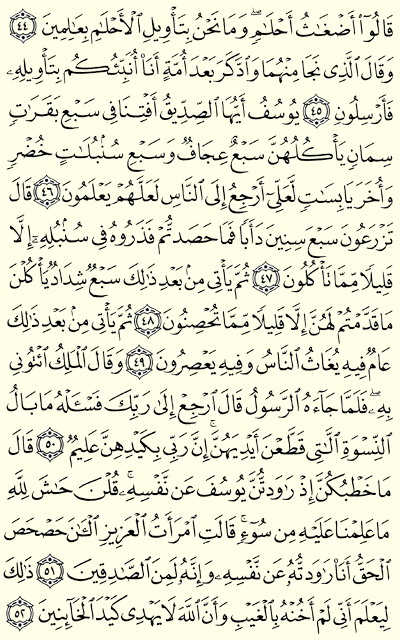 قَالُوٓا۟ أَضْغَٰثُ أَحْلَٰمٍۢ ۖ وَمَا نَحْنُ بِتَأْوِيلِ ٱلْأَحْلَٰمِ بِعَٰلِمِينَ ٤٤
وَقَالَ ٱلَّذِى نَجَا مِنْهُمَا وَٱدَّكَرَ بَعْدَ أُمَّةٍ أَنَا۠ أُنَبِّئُكُم بِتَأْوِيلِهِۦ
فَأَرْسِلُونِ ٤٥ يُوسُفُ أَيُّهَا ٱلصِّدِّيقُ أَفْتِنَا فِى سَبْعِ بَقَرَٰتٍۢ
سِمَانٍۢ يَأْكُلُهُنَّ سَبْعٌ عِجَافٌۭ وَسَبْعِ سُنۢبُلَٰتٍ خُضْرٍۢ
وَأُخَرَ يَابِسَٰتٍۢ لَّعَلِّىٓ أَرْجِعُ إِلَى ٱلنَّاسِ لَعَلَّهُمْ يَعْلَمُونَ ٤٦ قَالَ
تَزْرَعُونَ سَبْعَ سِنِينَ دَأَبًۭا فَمَا حَصَدتُّمْ فَذَرُوهُ فِى سُنۢبُلِهِۦٓ إِلَّا
قَلِيلًۭا مِّمَّا تَأْكُلُونَ ٤٧ ثُمَّ يَأْتِى مِنۢ بَعْدِ ذَٰلِكَ سَبْعٌۭ شِدَادٌۭ يَأْكُلْنَ
مَا قَدَّمْتُمْ لَهُنَّ إِلَّا قَلِيلًۭا مِّمَّا تُحْصِنُونَ ٤٨ ثُمَّ يَأْتِى مِنۢ بَعْدِ ذَٰلِكَ
عَامٌۭ فِيهِ يُغَاثُ ٱلنَّاسُ وَفِيهِ يَعْصِرُونَ ٤٩ وَقَالَ ٱلْمَلِكُ ٱئْتُونِى
بِهِۦ ۖ فَلَمَّا جَآءَهُ ٱلرَّسُولُ قَالَ ٱرْجِعْ إِلَىٰ رَبِّكَ فَسْـَٔلْهُ مَا بَالُ
ٱلنِّسْوَةِ ٱلَّٰتِى قَطَّعْنَ أَيْدِيَهُنَّ ۚ إِنَّ رَبِّى بِكَيْدِهِنَّ عَلِيمٌۭ ٥٠ قَالَ
مَا خَطْبُكُنَّ إِذْ رَٰوَدتُّنَّ يُوسُفَ عَن نَّفْسِهِۦ ۚ قُلْنَ حَٰشَ لِلَّهِ
مَا عَلِمْنَا عَلَيْهِ مِن سُوٓءٍۢ ۚ قَالَتِ ٱمْرَأَتُ ٱلْعَزِيزِ ٱلْـَٰٔنَ حَصْحَصَ
ٱلْحَقُّ أَنَا۠ رَٰوَدتُّهُۥ عَن نَّفْسِهِۦ وَإِنَّهُۥ لَمِنَ ٱلصَّٰدِقِينَ ٥١ ذَٰلِكَ
لِيَعْلَمَ أَنِّى لَمْ أَخُنْهُ بِٱلْغَيْبِ وَأَنَّ ٱللَّهَ لَا يَهْدِى كَيْدَ ٱلْخَآئِنِينَ ٥٢